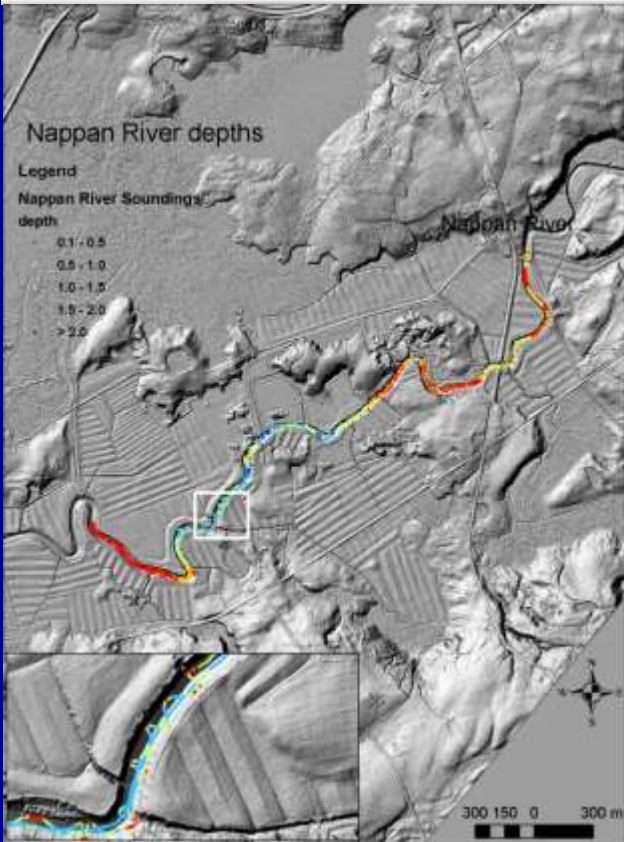 Nappan River depths
Legend
Nappan River Soundings
depth
0.1 - 0.5
0.5 - 1.0
1.0 - 1.5
1.5 - 2.0
> 2.0
Nappan River
N
S
300 150 0 300 m